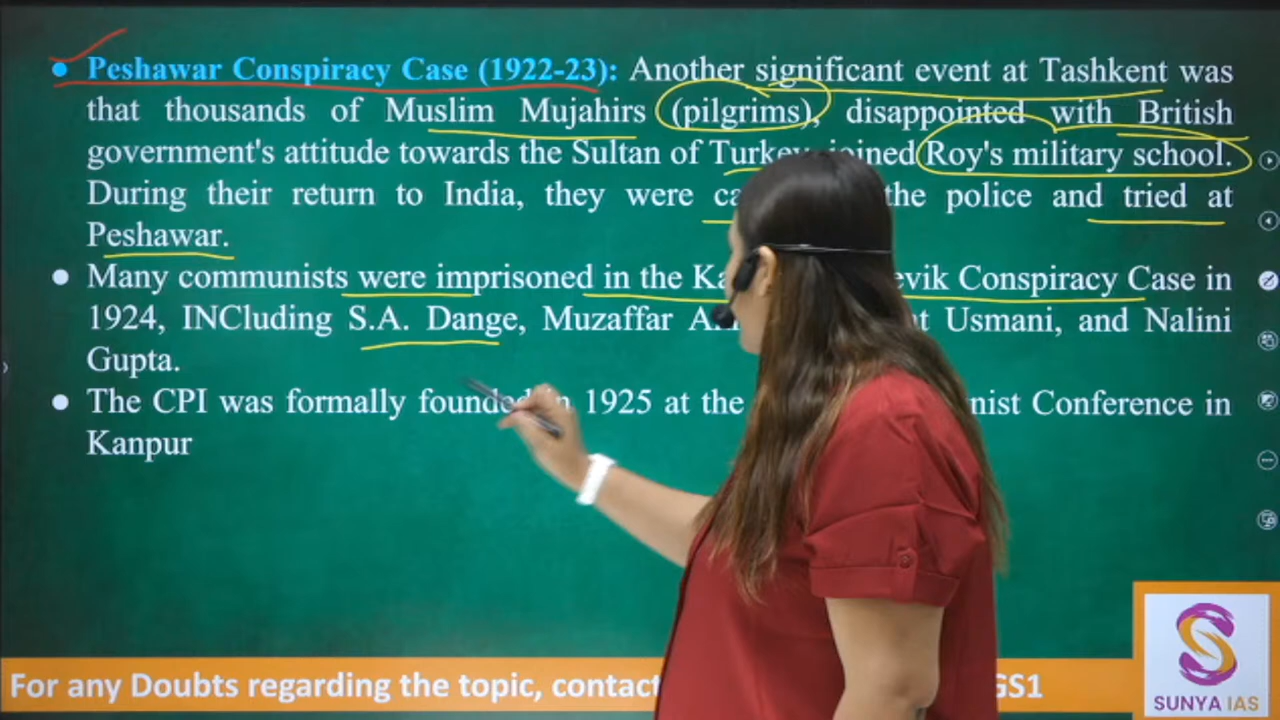 ● Peshawar Conspiracy Case (1922-23): Another significant event at Tashkent was
that thousands of Muslim Mujahirs (pilgrims), disappointed with British
government's attitude towards the Sultan of Turkey, joined Roy's military school.
During their return to India, they were the police and tried at
Peshawar.
● Many communists were imprisoned in the Conspiracy Case in
1924, INCluding S.A. Dange, Muzaffar Usmani, and Nalini
Gupta.
● The CPI was formally founded in 1925 at the Conference in
Kanpur
For any Doubts regarding the topic, contact GS1
SUNYA IAS